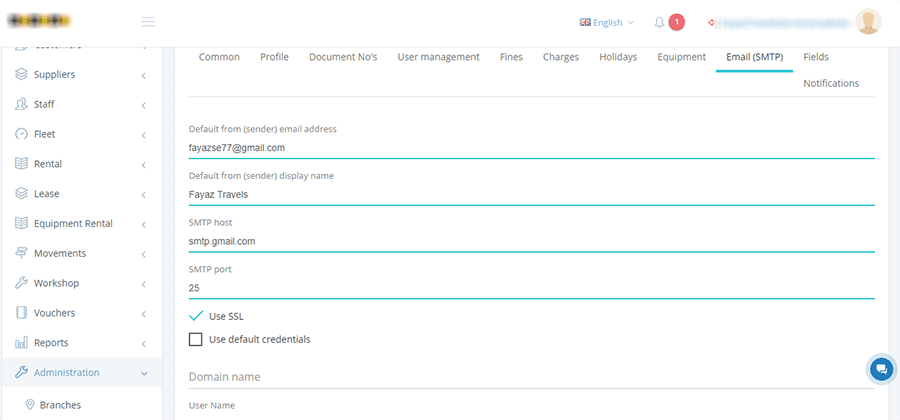 English
1
Customers
Suppliers
Staff
Fleet
Rental
Lease
Equipment Rental
Movements
Workshop
Vouchers
Reports
Administration
Branches
Common Profile Document No's User management Fines Charges Holidays Equipment Email (SMTP) Fields
Notifications
Default from (sender) email address
fayazse77@gmail.com
Default from (sender) display name
Fayaz Travels
SMTP host
smtp.gmail.com
SMTP port
25
Use SSL
Use default credentials
Domain name
User Name